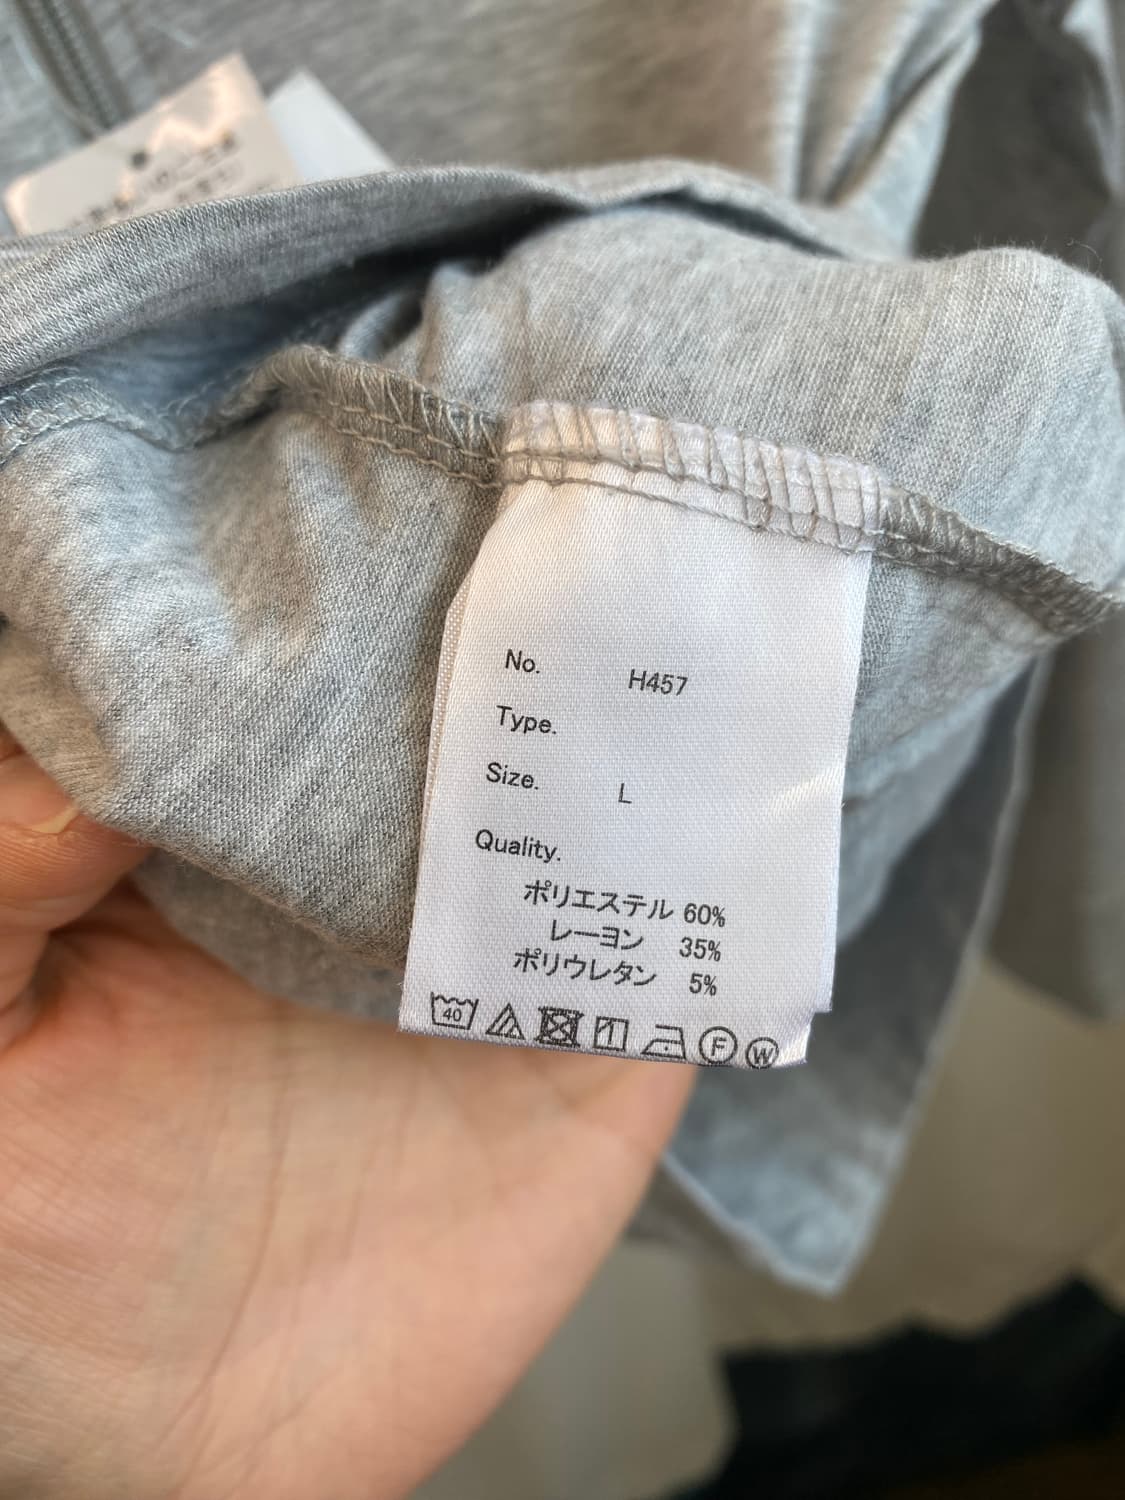 No. H457
Type.
Size. L
Quality.
ポリエステル 60%
レーヨン 35%
ポリウレタン 5%
40 F W